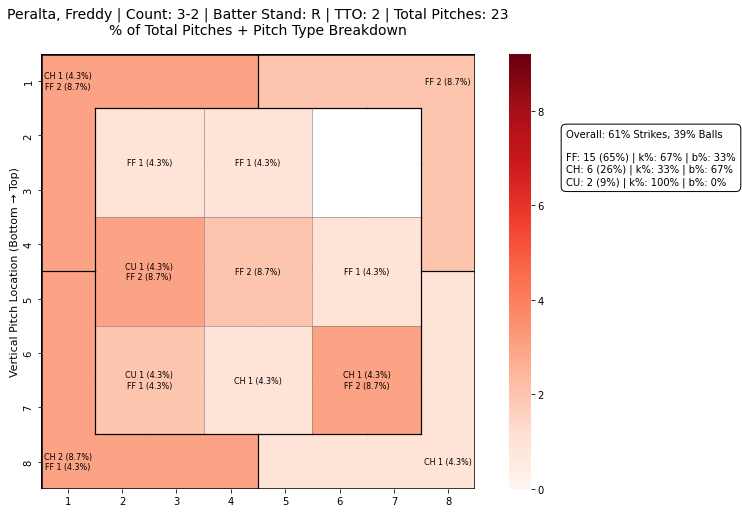 Peralta, Freddy | Count: 3-2 | Batter Stand: R | TTO: 2 | Total Pitches: 23
% of Total Pitches + Pitch Type Breakdown
Vertical Pitch Location (Bottom → Top)
1
2
3
4
5
6
7
8
CH 1 (4.3%)
FF 2 (8.7%)
FF 2 (8.7%)
FF 1 (4.3%)
FF 1 (4.3%)
CU 1 (4.3%)
FF 2 (8.7%)
FF 2 (8.7%)
FF 1 (4.3%)
CU 1 (4.3%)
FF 1 (4.3%)
CH 1 (4.3%)
CH 1 (4.3%)
FF 2 (8.7%)
CH 2 (8.7%)
FF 1 (4.3%)
CH 1 (4.3%)
1
2
3
4
5
6
7
8
8
6
4
2
0
Overall: 61% Strikes, 39% Balls
FF: 15 (65%) | k%: 67% | b%: 33%
CH: 6 (26%) | k%: 33% | b%: 67%
CU: 2 (9%) | k%: 100% | b%: 0%